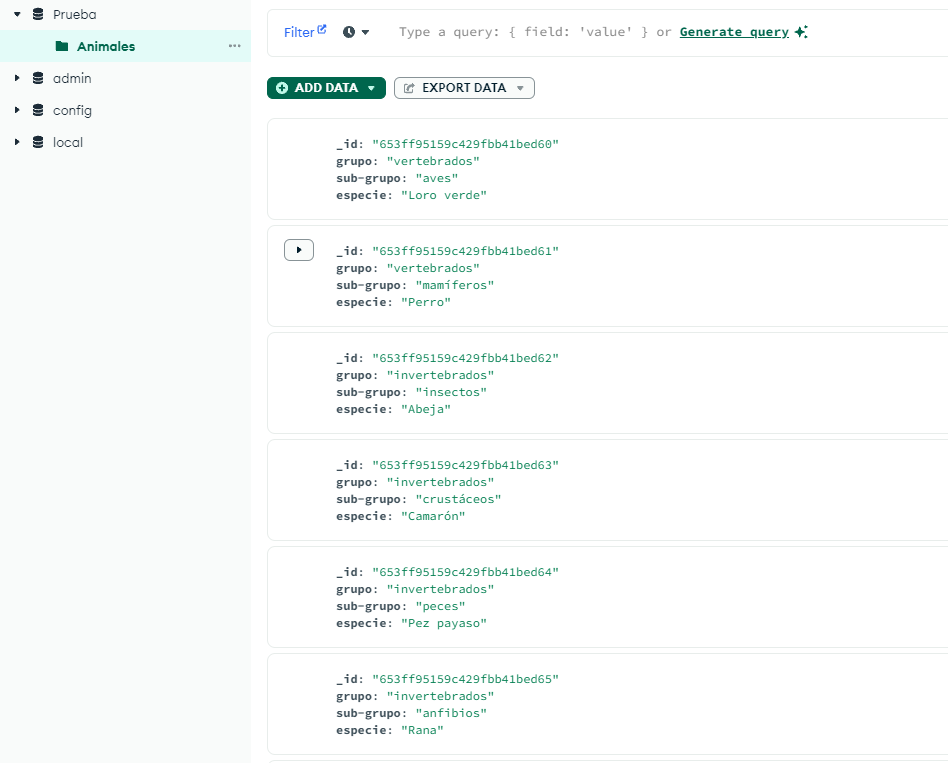 Prueba
Animales
admin
config
local
Filter
Type a query: { field: 'value' } or Generate query
ADD DATA
EXPORT DATA
_id: "653ff95159c429fbb41bed60"
grupo: "vertebrados"
sub-grupo: "aves"
especie: "Loro verde"
_id: "653ff95159c429fbb41bed61"
grupo: "vertebrados"
sub-grupo: "mamíferos"
especie: "Perro"
_id: "653ff95159c429fbb41bed62"
grupo: "invertebrados"
sub-grupo: "insectos"
especie: "Abeja"
_id: "653ff95159c429fbb41bed63"
grupo: "invertebrados"
sub-grupo: "crustáceos"
especie: "Camarón"
_id: "653ff95159c429fbb41bed64"
grupo: "invertebrados"
sub-grupo: "peces"
especie: "Pez payaso"
_id: "653ff95159c429fbb41bed65"
grupo: "invertebrados"
sub-grupo: "anfibios"
especie: "Rana"